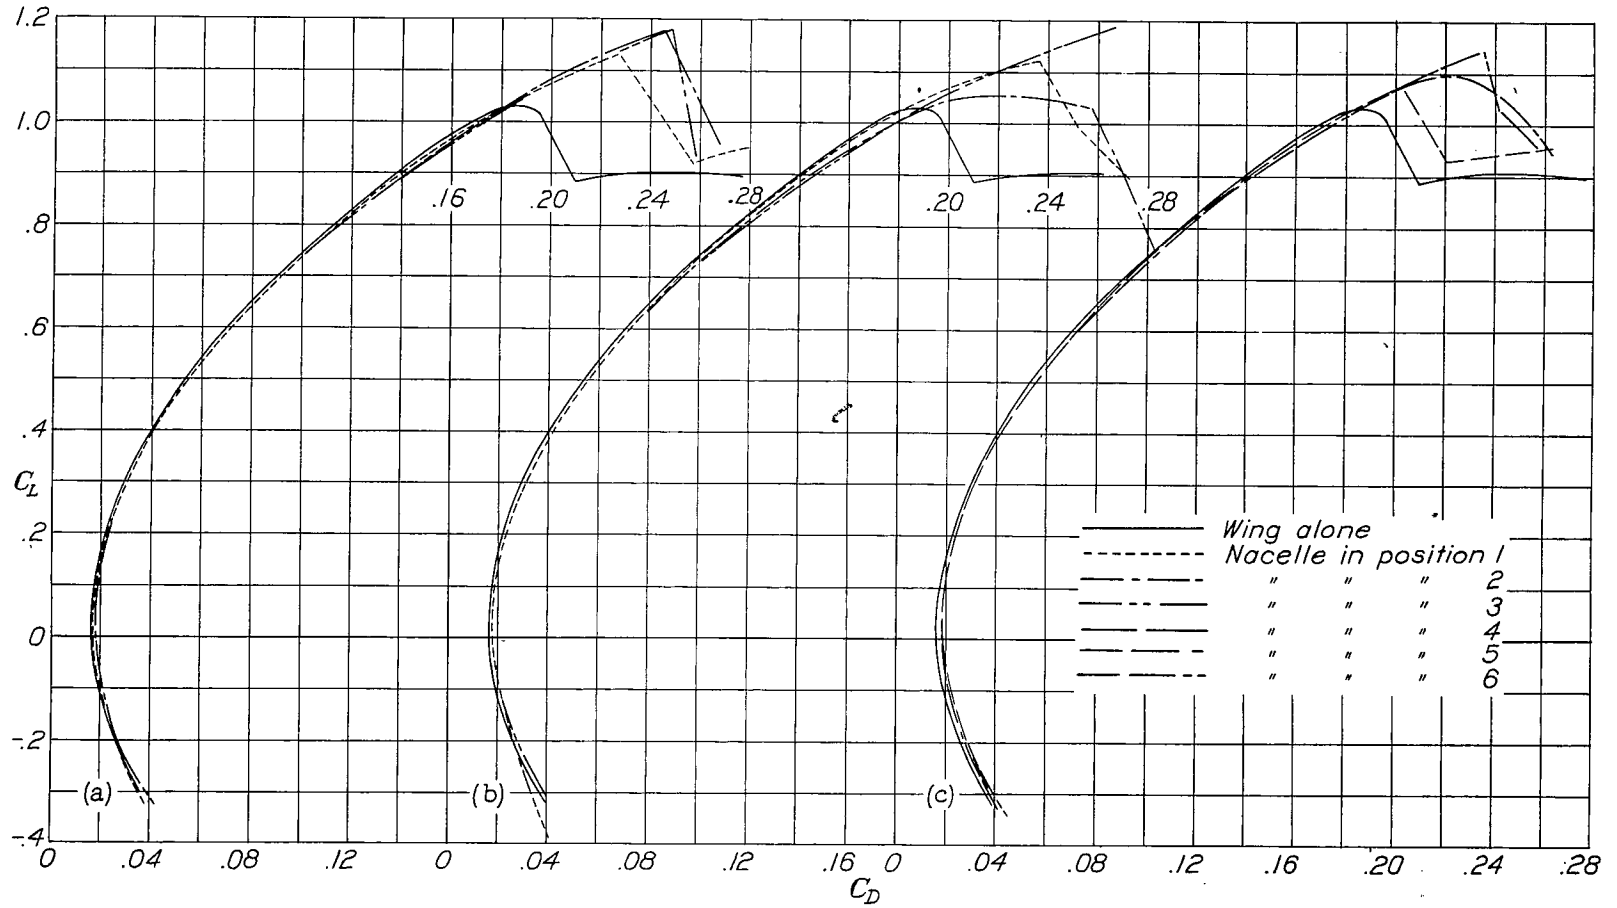 1.2
1.0
.8
.6
.4
C_L
.2
0
-.2
-.4
.16 .20 .24 .28
.20 .24 .28
Wing alone
Nacelle in position 1
" " " 2
" " " 3
" " " 4
" " " 5
" " " 6
(a) (b) (c)
0 .04 .08 .12 0 .04 .08 .12 .16 0 .04 .08 .12 .16 .20 .24 .28
C_D